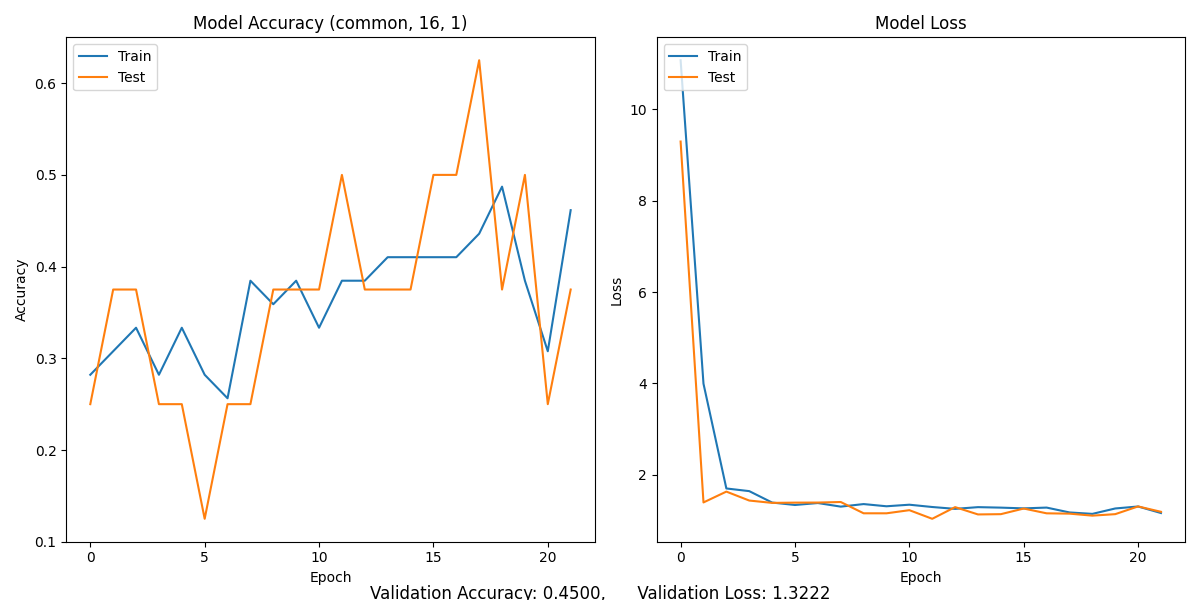 Model Accuracy (common, 16, 1)
Train
Test
0.6
0.5
0.4
0.3
0.2
0.1
Accuracy
0 5 10 15 20
Epoch
Model Loss
Train
Test
10
8
6
4
2
Loss
0 5 10 15 20
Epoch
Validation Accuracy: 0.4500, Validation Loss: 1.3222